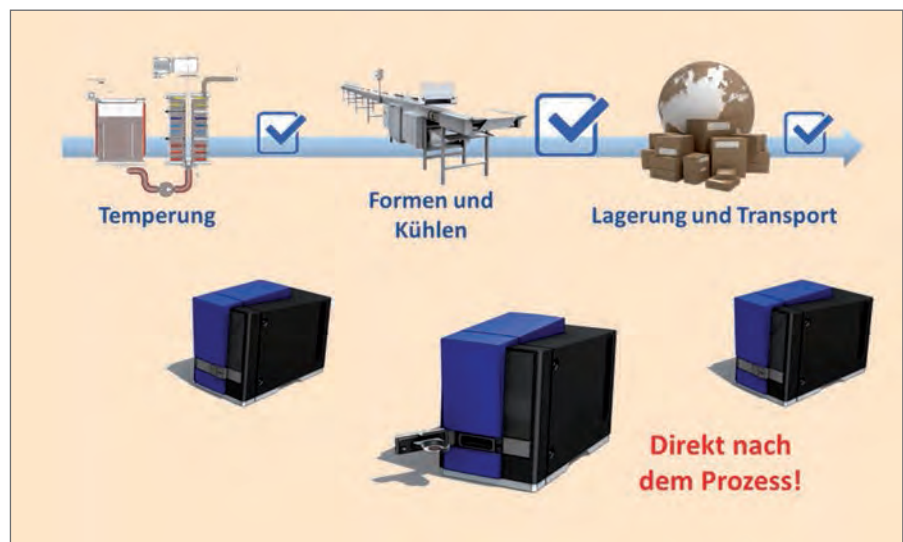 Temperung
Formen und
Kühlen
Lagerung und Transport
Direkt nach
dem Prozess!